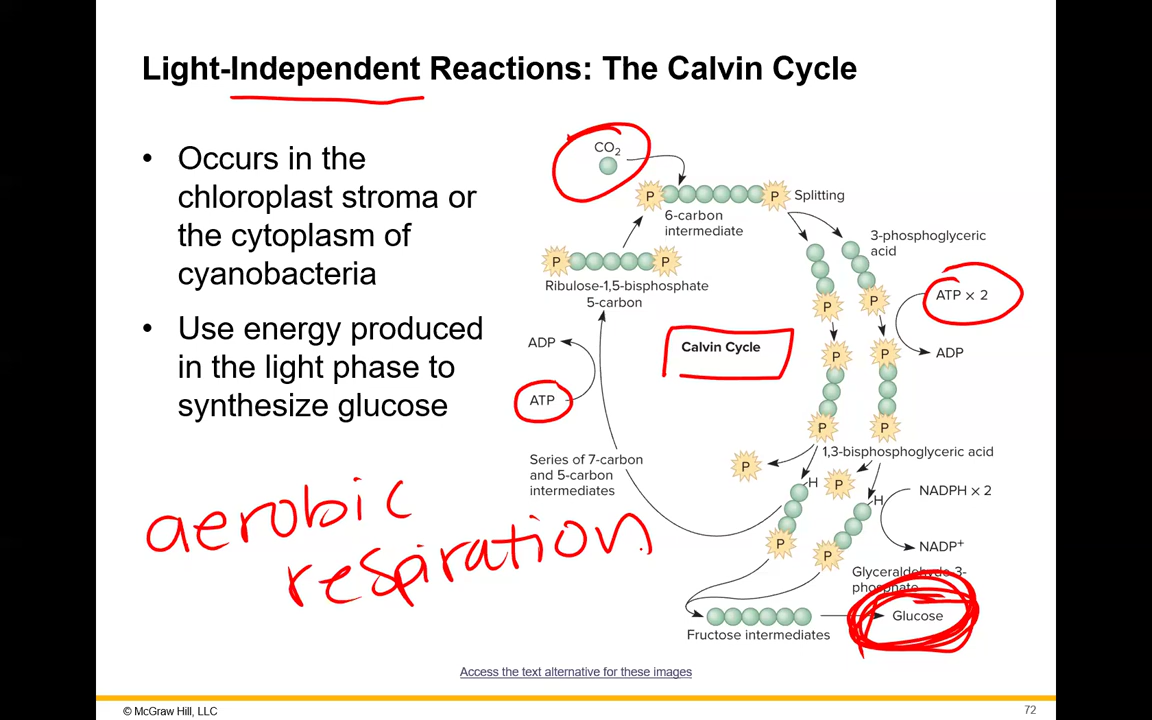 Light-Independent Reactions: The Calvin Cycle
• Occurs in the
chloroplast stroma or
the cytoplasm of
cyanobacteria
• Use energy produced
in the light phase to
synthesize glucose
aerobic
respiration
CO2
P
P
Splitting
6-carbon
intermediate
3-phosphoglyceric
acid
P
P
Ribulose-1,5-bisphosphate
5-carbon
P
P
ATP × 2
ADP
Calvin Cycle
ADP
ATP
P
P
P
P
1,3-bisphosphoglyceric acid
Series of 7-carbon
and 5-carbon
intermediates
P
H
P
H
NADPH × 2
NADP+
P
P
Glyceraldehyde-3-
phosphate
Glucose
Fructose intermediates
Access the text alternative for these images
© McGraw Hill, LLC
72